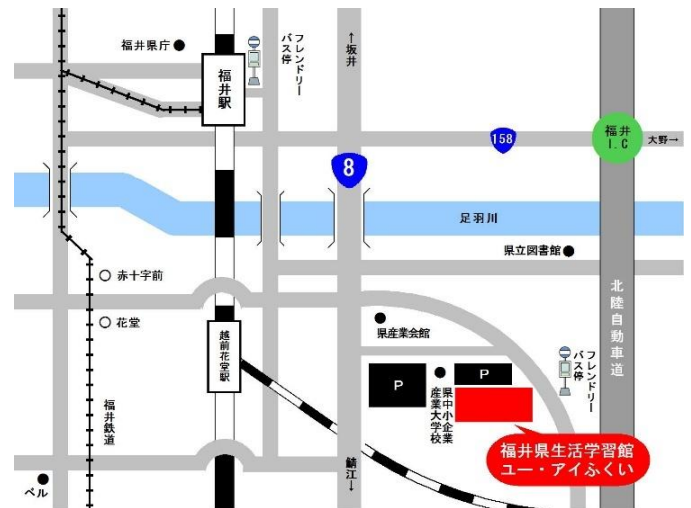 福井県庁
福井駅
フレンドリー
バス停
↑坂井
158
福井
I.C
大野→
8
足羽川
県立図書館
赤十字前
花堂
北陸自動車道
県産業会館
越前花堂駅
フレンドリー
バス停
P
P
県中小企業
産業大学校
福井鉄道
福井県生活学習館
ユー・アイふくい
鯖江↓
ベル